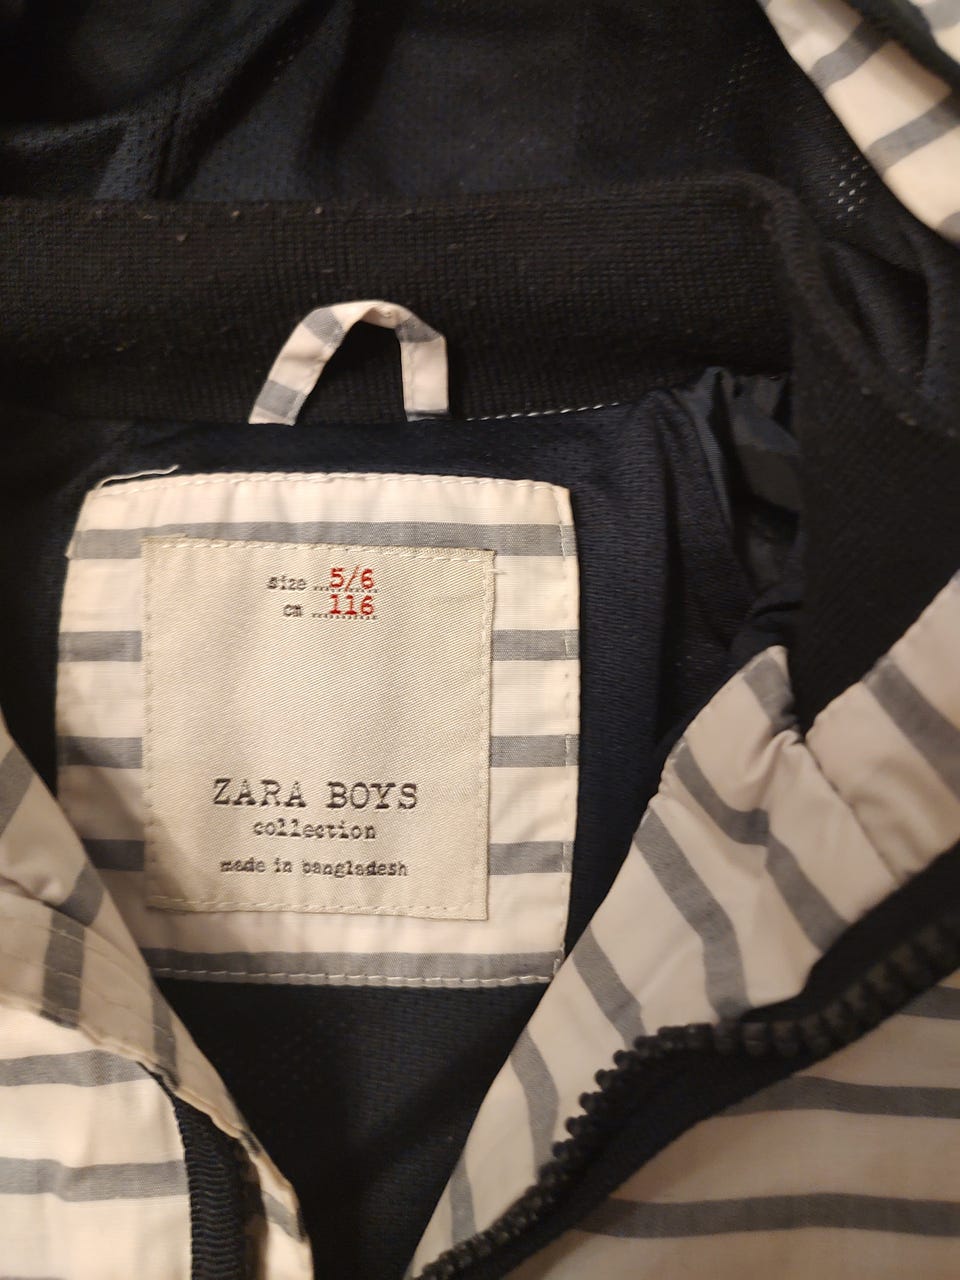 size ...5/6
cm ...116
ZARA BOYS
collection
made in bangladesh